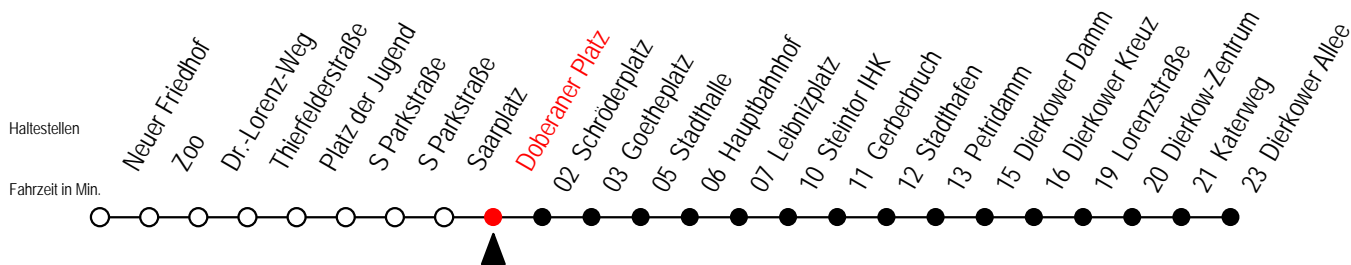 Haltestellen
Fahrzeit in Min.
Neuer Friedhof
Zoo
Dr.-Lorenz-Weg
Thierfelderstraße
Platz der Jugend
S Parkstraße
S Parkstraße
Saarplatz
Doberaner Platz
02 Schröderplatz
03 Goetheplatz
05 Stadthalle
06 Hauptbahnhof
07 Leibnizplatz
10 Steintor IHK
11 Gerberbruch
12 Stadthafen
13 Petridamm
15 Dierkower Damm
16 Dierkower Kreuz
19 Lorenzstraße
20 Dierkow-Zentrum
21 Katerweg
23 Dierkower Allee